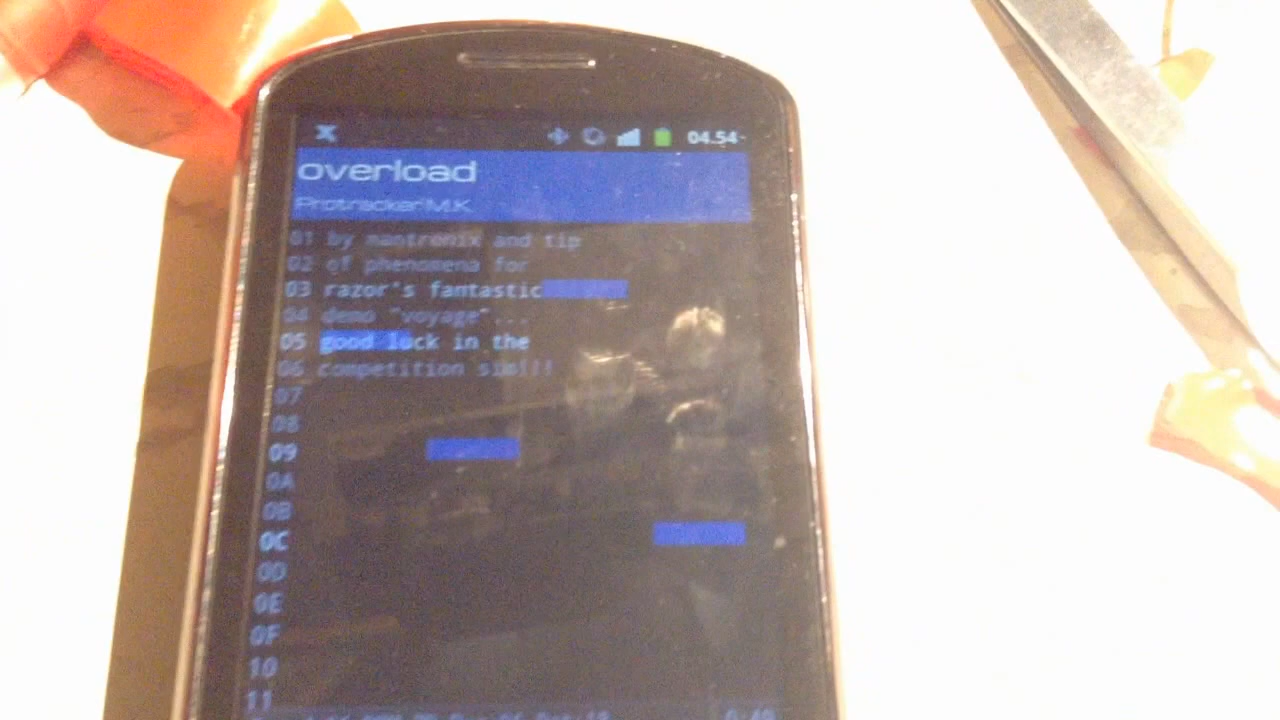 04.54
overload
Protracker M.K.
01 by mantronix and tip
02 of phenomena for
03 razor's fantastic
04 demo "voyage"...
05 good luck in the
06 competition sim!!!
07
08
09
0A
0B
0C
0D
0E
0F
10
11
0:49